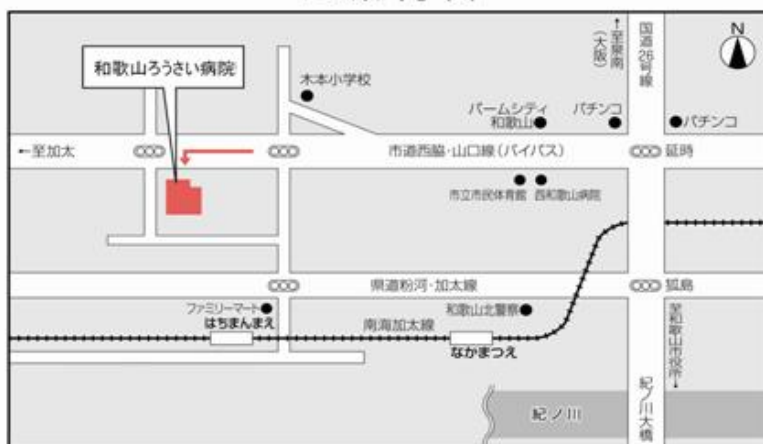 和歌山ろうさい病院
木本小学校
パームシティ
和歌山
パチンコ
←至泉南
(大阪)
国道26号線
N
パチンコ
←至加太
市道西脇・山口線(バイパス)
延時
市立市民体育館
西和歌山病院
県道粉河・加太線
狐島
ファミリーマート
はちまんまえ
南海加太線
和歌山北警察
なかまつえ
至和歌山市役所→
紀ノ川
紀ノ川大橋